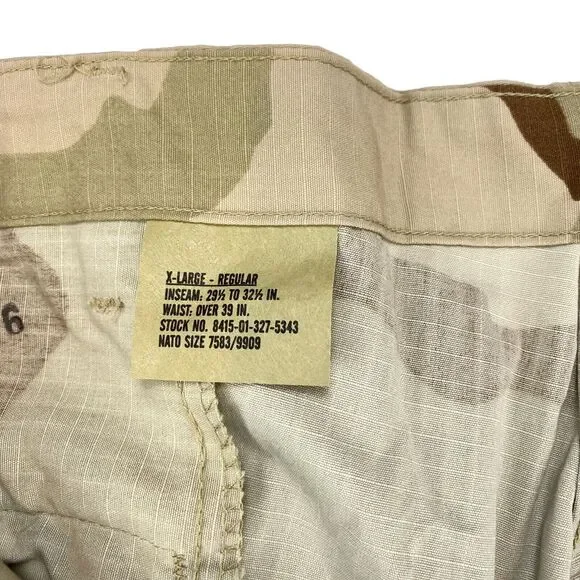 X-LARGE - REGULAR
INSEAM: 29½ TO 32½ IN.
WAIST: OVER 39 IN.
STOCK NO. 8415-01-327-5343
NATO SIZE 7583/9909
6